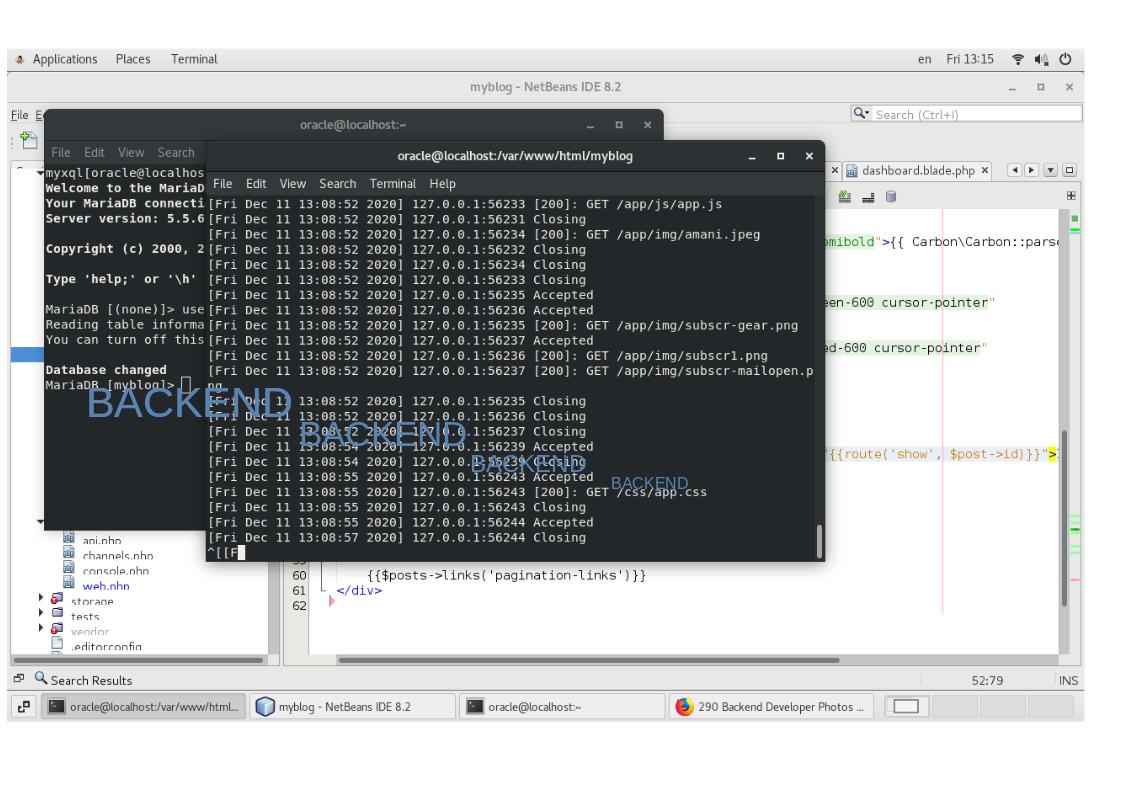 Applications Places Terminal en Fri 13:15
myblog - NetBeans IDE 8.2
File E
Search (Ctrl+I)
oracle@localhost:~
File Edit View Search
myxql[oracle@localhos
Welcome to the MariaD
Your MariaDB connecti
Server version: 5.5.6
Copyright (c) 2000, 2
Type 'help;' or '\h'
MariaDB [(none)]> use
Reading table informa
You can turn off this
Database changed
MariaDB [myblog]>
oracle@localhost:/var/www/html/myblog
File Edit View Search Terminal Help
[Fri Dec 11 13:08:52 2020] 127.0.0.1:56233 [200]: GET /app/js/app.js
[Fri Dec 11 13:08:52 2020] 127.0.0.1:56231 Closing
[Fri Dec 11 13:08:52 2020] 127.0.0.1:56234 [200]: GET /app/img/amani.jpeg
[Fri Dec 11 13:08:52 2020] 127.0.0.1:56232 Closing
[Fri Dec 11 13:08:52 2020] 127.0.0.1:56234 Closing
[Fri Dec 11 13:08:52 2020] 127.0.0.1:56233 Closing
[Fri Dec 11 13:08:52 2020] 127.0.0.1:56235 Accepted
[Fri Dec 11 13:08:52 2020] 127.0.0.1:56236 Accepted
[Fri Dec 11 13:08:52 2020] 127.0.0.1:56235 [200]: GET /app/img/subscr-gear.png
[Fri Dec 11 13:08:52 2020] 127.0.0.1:56237 Accepted
[Fri Dec 11 13:08:52 2020] 127.0.0.1:56236 [200]: GET /app/img/subscr1.png
[Fri Dec 11 13:08:52 2020] 127.0.0.1:56237 [200]: GET /app/img/subscr-mailopen.p
ng
[Fri Dec 11 13:08:52 2020] 127.0.0.1:56235 Closing
[Fri Dec 11 13:08:52 2020] 127.0.0.1:56236 Closing
[Fri Dec 11 13:08:52 2020] 127.0.0.1:56237 Closing
[Fri Dec 11 13:08:54 2020] 127.0.0.1:56239 Accepted
[Fri Dec 11 13:08:54 2020] 127.0.0.1:56239 Closing
[Fri Dec 11 13:08:55 2020] 127.0.0.1:56243 Accepted
[Fri Dec 11 13:08:55 2020] 127.0.0.1:56243 [200]: GET /css/app.css
[Fri Dec 11 13:08:55 2020] 127.0.0.1:56243 Closing
[Fri Dec 11 13:08:55 2020] 127.0.0.1:56244 Accepted
[Fri Dec 11 13:08:57 2020] 127.0.0.1:56244 Closing
^[[F
BACKEND
BACKEND
BACKEND
BACKEND
dashboard.blade.php
emibold">{{ Carbon\Carbon::parse
een-600 cursor-pointer"
ed-600 cursor-pointer"
"{{route('show', $post->id)}}">
60 {{$posts->links('pagination-links')}}
61 </div>
62
api.php
channels.php
console.php
web.php
storage
tests
vendor
.editorconfig
Search Results 52:79 INS
oracle@localhost:/var/www/html... myblog - NetBeans IDE 8.2 oracle@localhost:~ 290 Backend Developer Photos ...